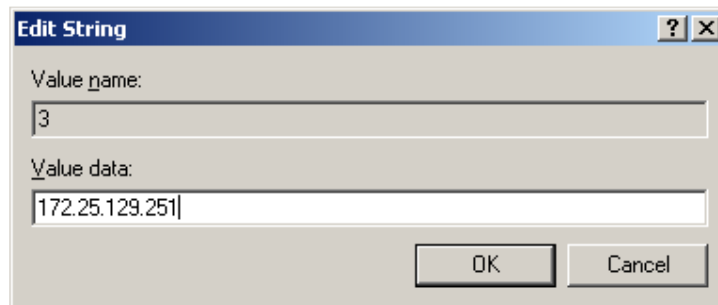 Edit String
Value name:
3
Value data:
172.25.129.251
OK Cancel